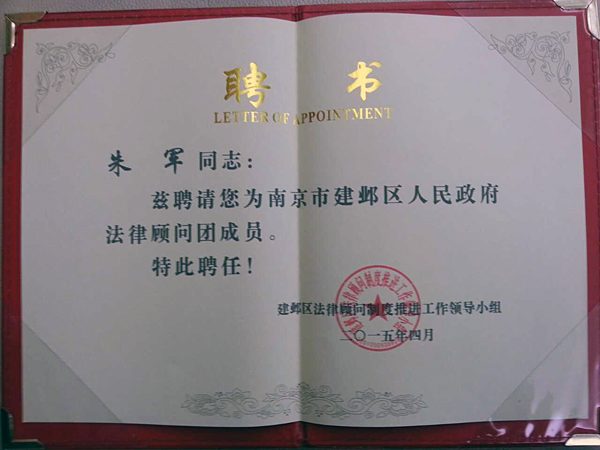 聘 书
LETTER OF APPOINTMENT
朱 军 同志：
兹聘请您为南京市建邺区人民政府
法律顾问团成员。
特此聘任！
建邺区法律顾问制度推进工作领导小组
二〇一五年四月